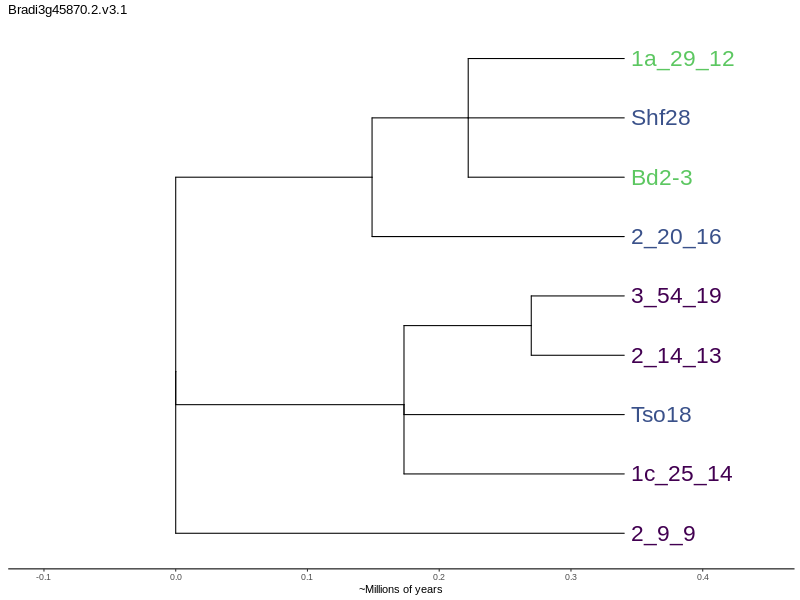 Bradi3g45870.2.v3.1
1a_29_12
Shf28
Bd2-3
2_20_16
3_54_19
2_14_13
Tso18
1c_25_14
2_9_9
-0.1 0.0 0.1 0.2 0.3 0.4
~Millions of years